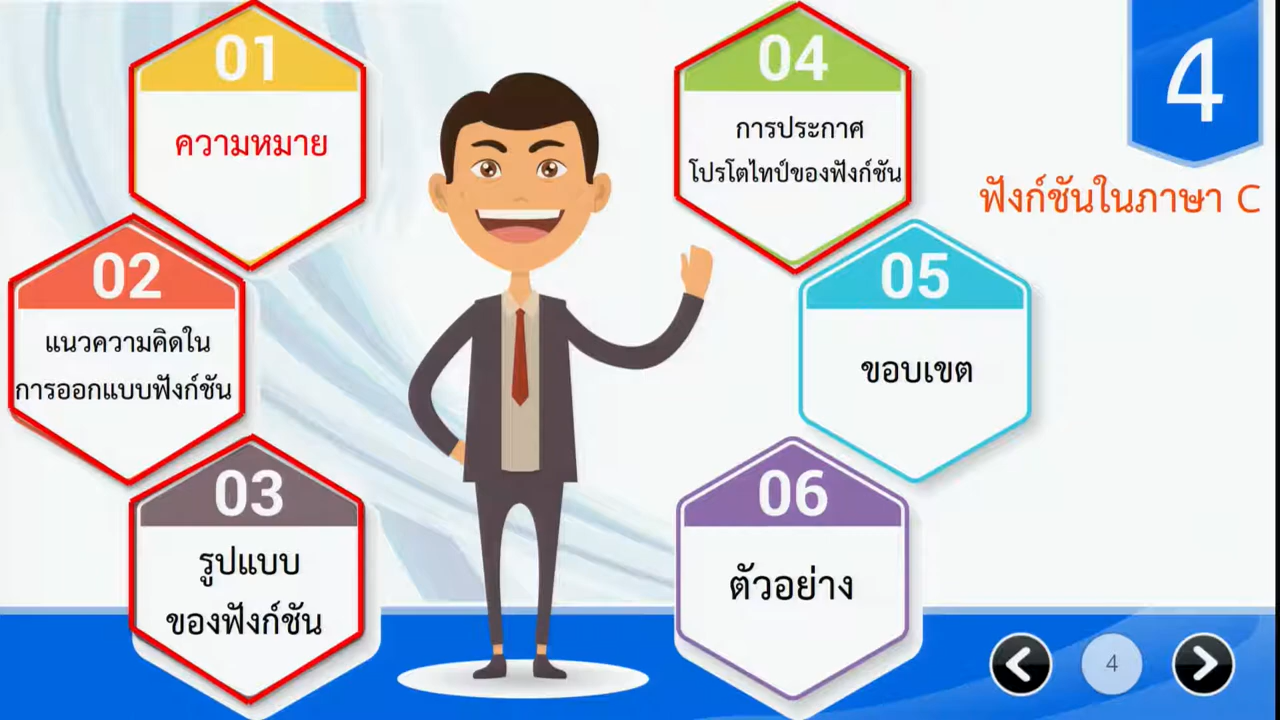 4
ฟังก์ชันในภาษา C
01
ความหมาย
02
แนวความคิดใน
การออกแบบฟังก์ชัน
03
รูปแบบ
ของฟังก์ชัน
04
การประกาศ
โปรโตไทป์ของฟังก์ชัน
05
ขอบเขต
06
ตัวอย่าง
4